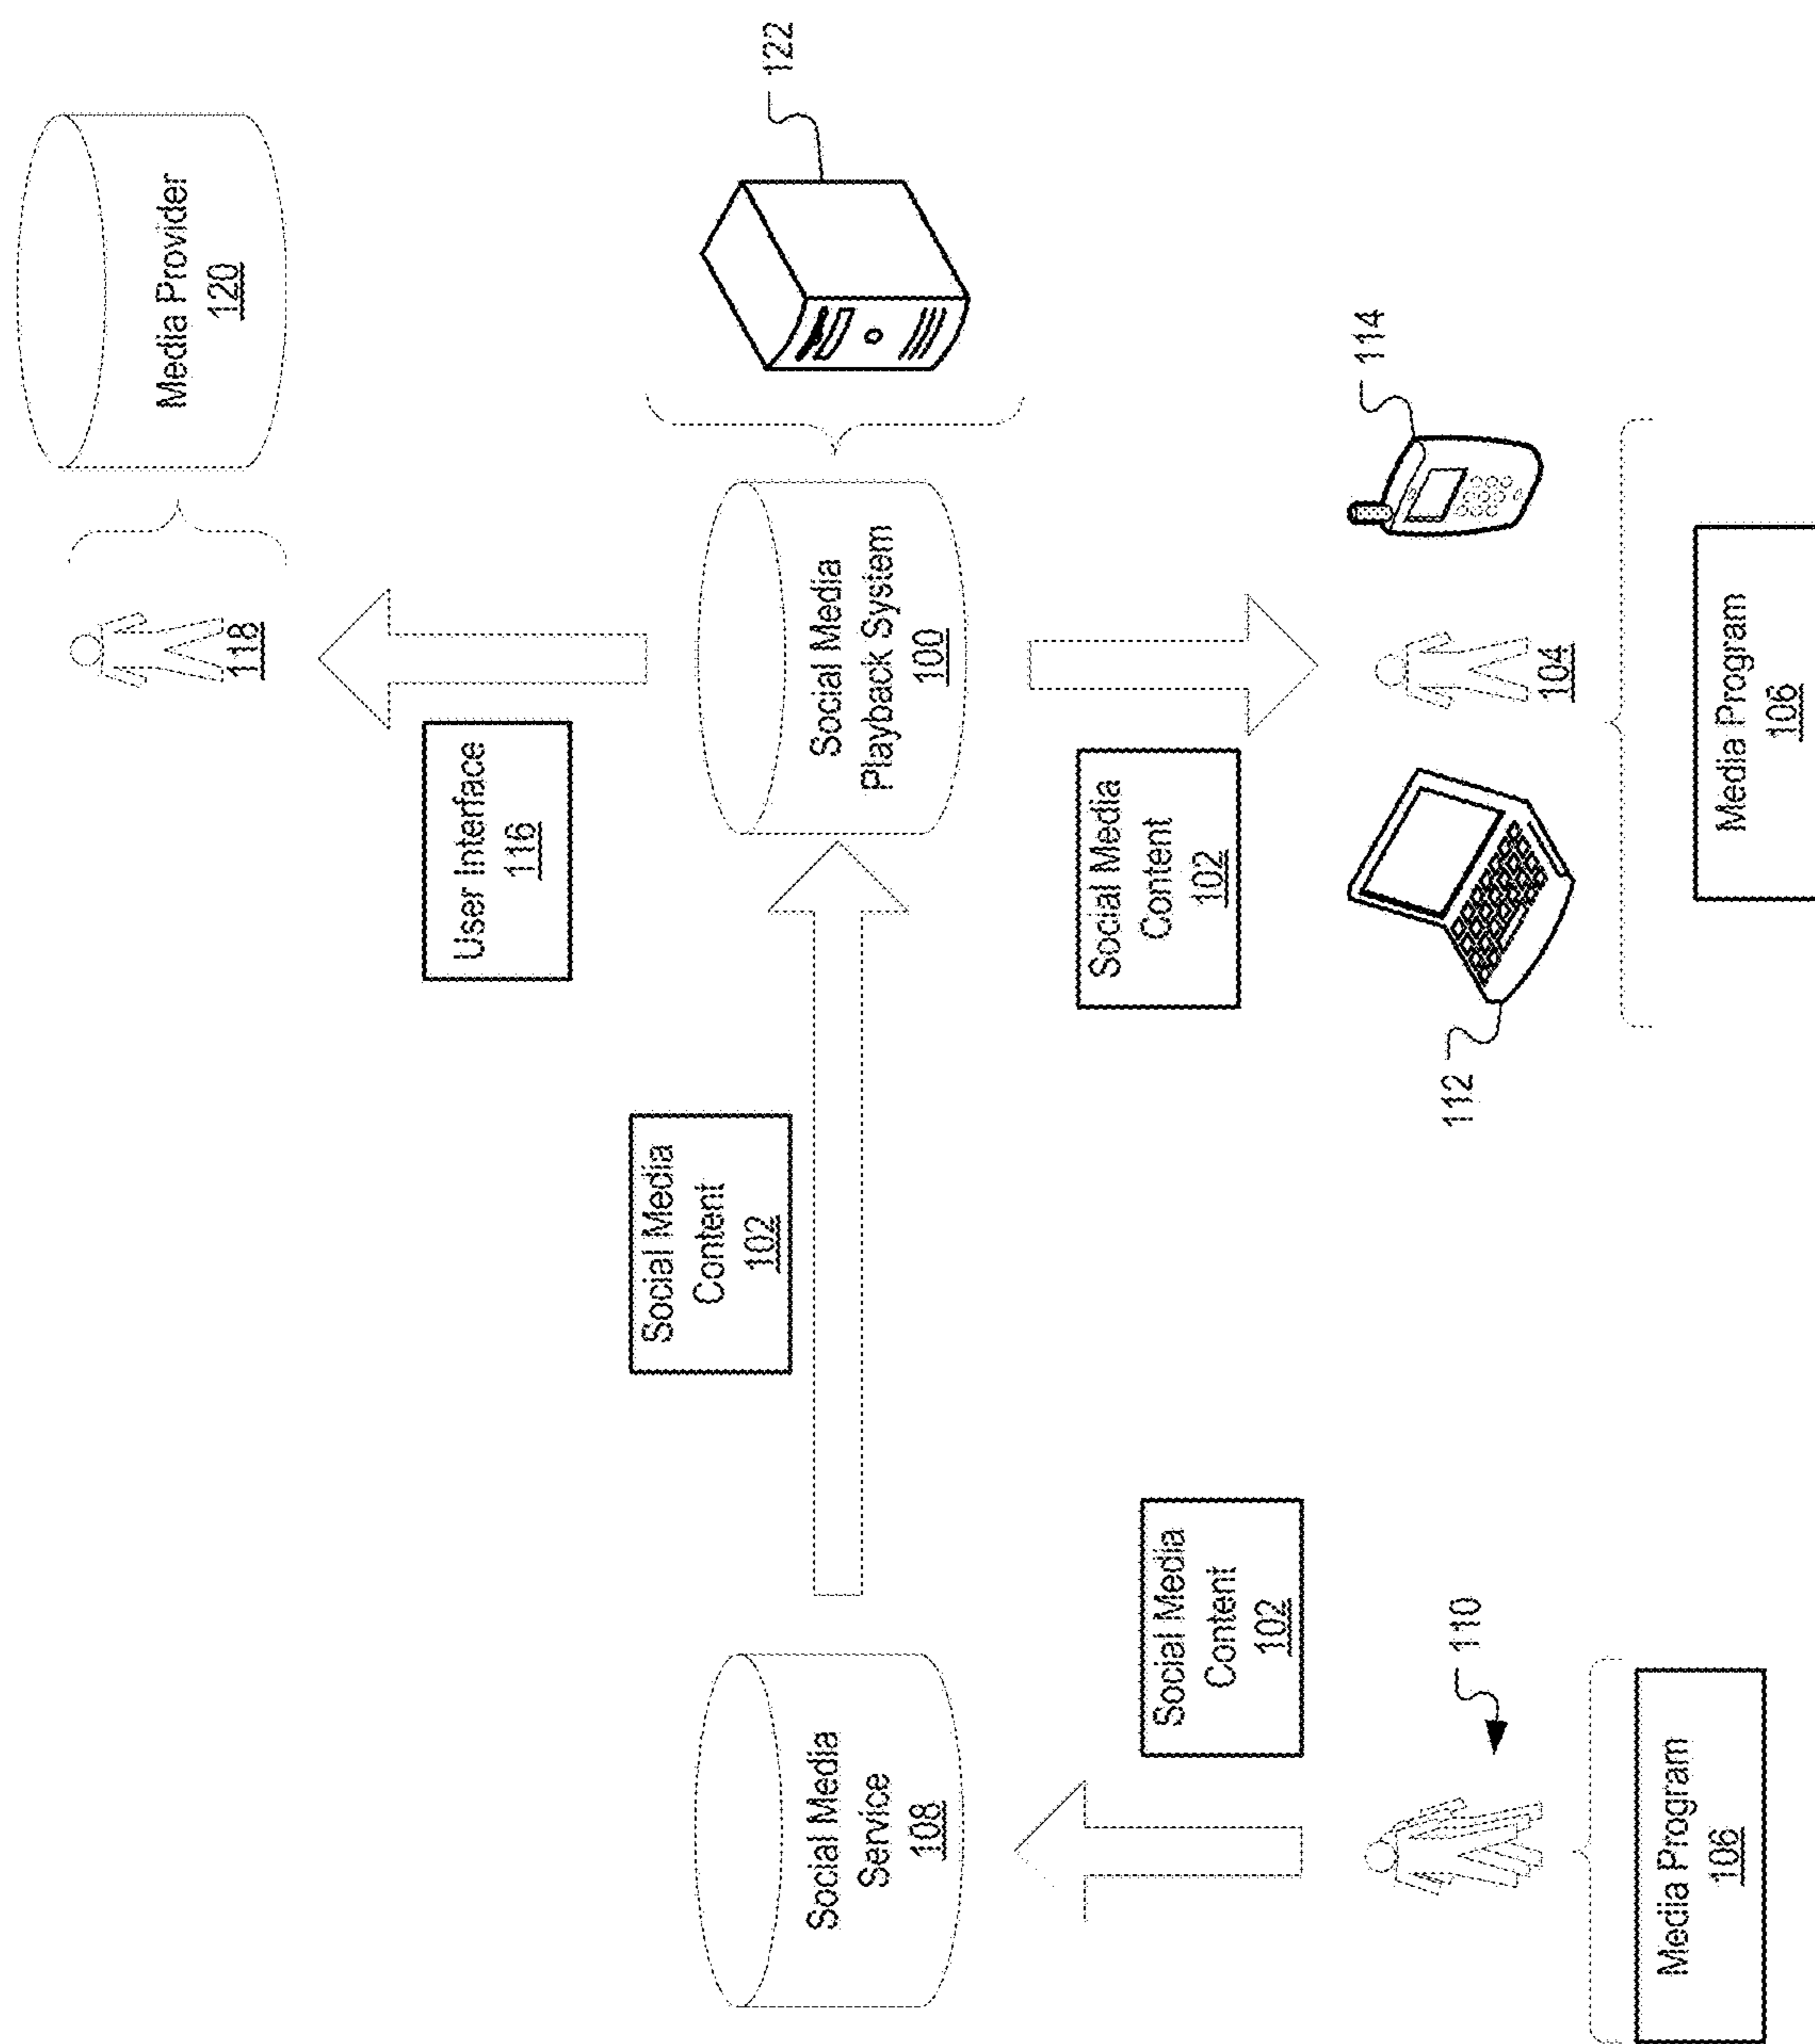 Media Provider
120
118
User Interface
116
122
Social Media
Service
108
Social Media
Content
102
Social Media
Playback System
100
Social Media
Content
102
Social Media
Content
102
110
112
104
114
Media Program
106
Media Program
106